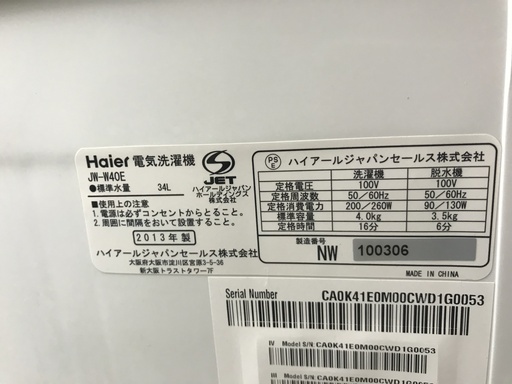 Haier 電気洗濯機
JW-W40E
●標準水量 34L
S JET
ハイアールジャパン
ホールディングス
株式会社
■使用上の注意
1.電源は必ずコンセントからとること。
2.周囲に間隔をおいて設置すること。
2013年製
ハイアールジャパンセールス株式会社
大阪府大阪市淀川区宮原3-5-36
新大阪トラストタワー7F
PS E ハイアールジャパンセールス株式会社
洗濯機 脱水機
定格電圧 100V 100V
定格周波数 50/60Hz 50/60Hz
定格消費電力 200/260W 90/130W
標準容量 4.0kg 3.5kg
定格時間 16分 6分
製造番号 NW 100306
MADE IN CHINA
Serial Number CA0K41E0M00CWD1G0053
IV Model S/N:CA0K41E0M00CWD1G0053
III Model S/N:CA0K41E0M00CWD1G0053